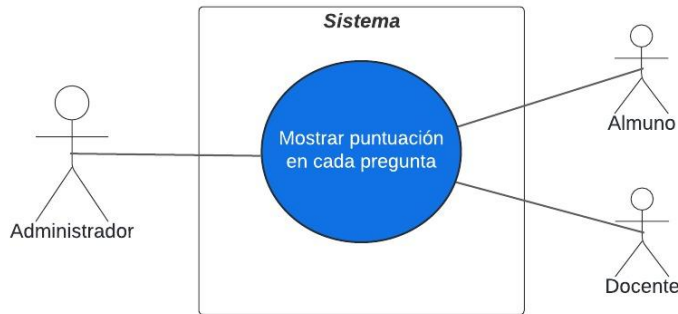 Sistema
Mostrar puntuación
en cada pregunta
Administrador
Almuno
Docente